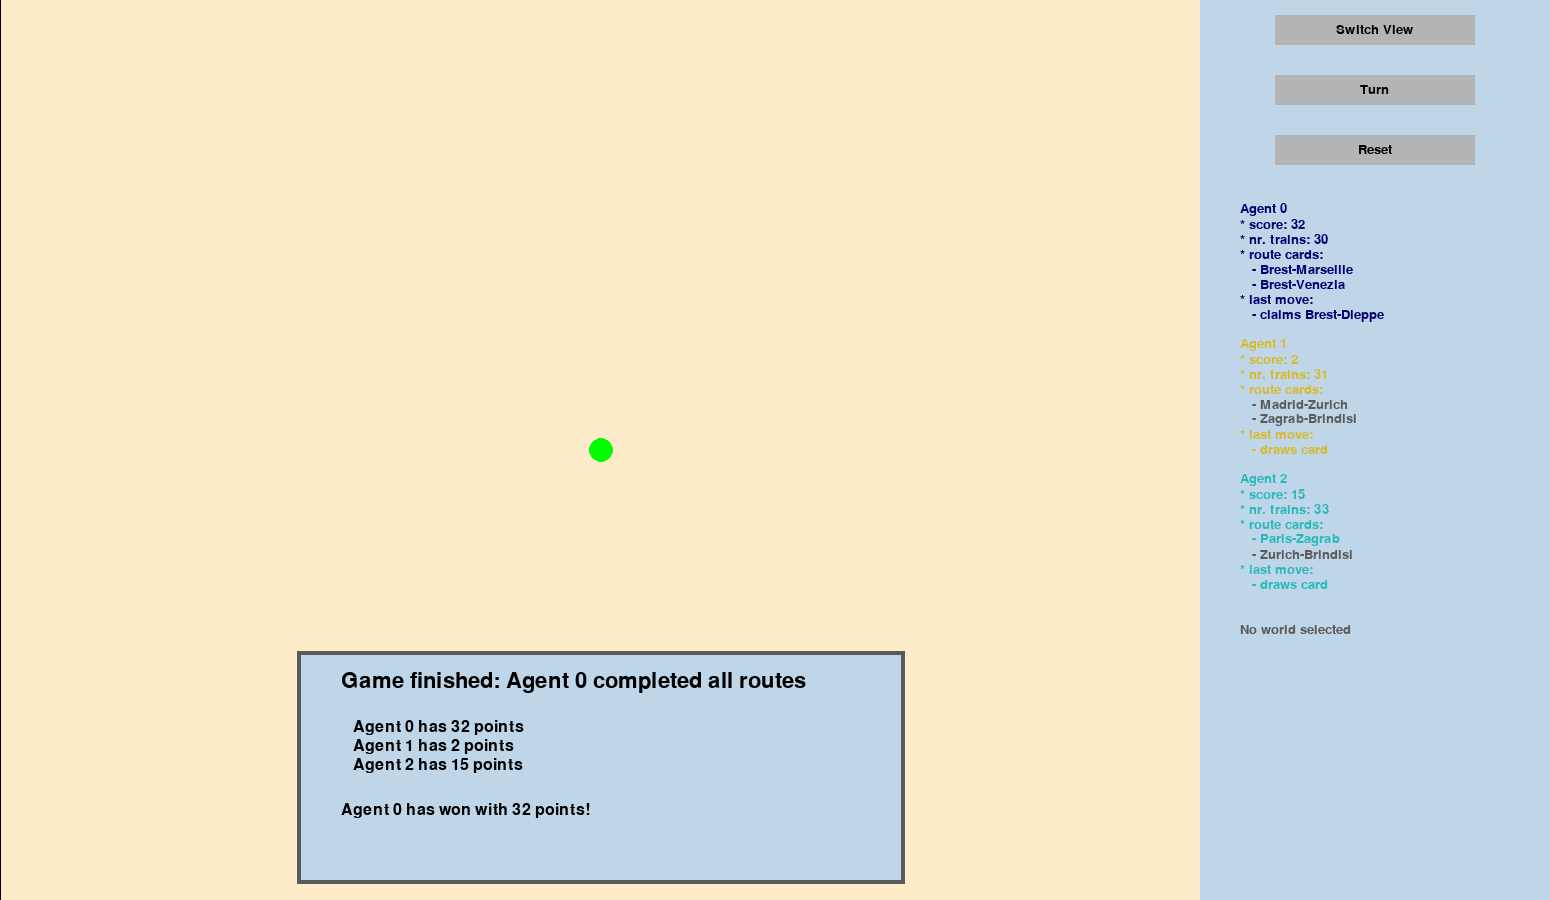 Switch View
Turn
Reset
Agent 0
* score: 32
* nr. trains: 30
* route cards:
- Brest-Marseille
- Brest-Venezia
* last move:
- claims Brest-Dieppe
Agent 1
* score: 2
* nr. trains: 31
* route cards:
- Madrid-Zurich
- Zagrab-Brindisi
* last move:
- draws card
Agent 2
* score: 15
* nr. trains: 33
* route cards:
- Paris-Zagrab
- Zurich-Brindisi
* last move:
- draws card
No world selected
Game finished: Agent 0 completed all routes
Agent 0 has 32 points
Agent 1 has 2 points
Agent 2 has 15 points
Agent 0 has won with 32 points!